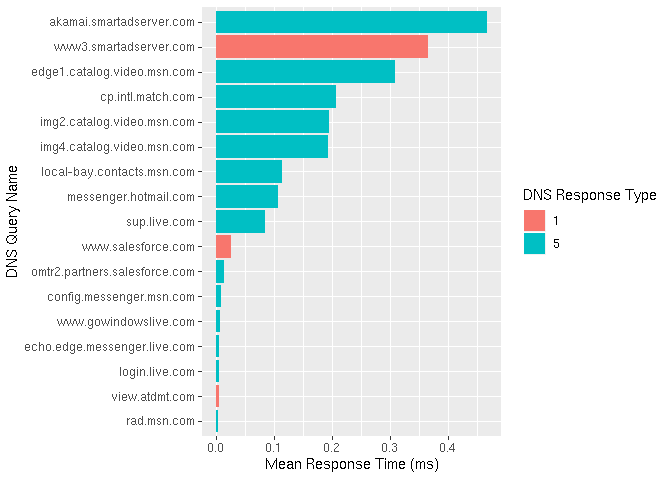 akamai.smartadserver.com
www3.smartadserver.com
edge1.catalog.video.msn.com
cp.intl.match.com
img2.catalog.video.msn.com
img4.catalog.video.msn.com
local-bay.contacts.msn.com
messenger.hotmail.com
sup.live.com
www.salesforce.com
omtr2.partners.salesforce.com
config.messenger.msn.com
www.gowindowslive.com
echo.edge.messenger.live.com
login.live.com
view.atdmt.com
rad.msn.com
DNS Query Name
0.0 0.1 0.2 0.3 0.4
Mean Response Time (ms)
DNS Response Type
1
5